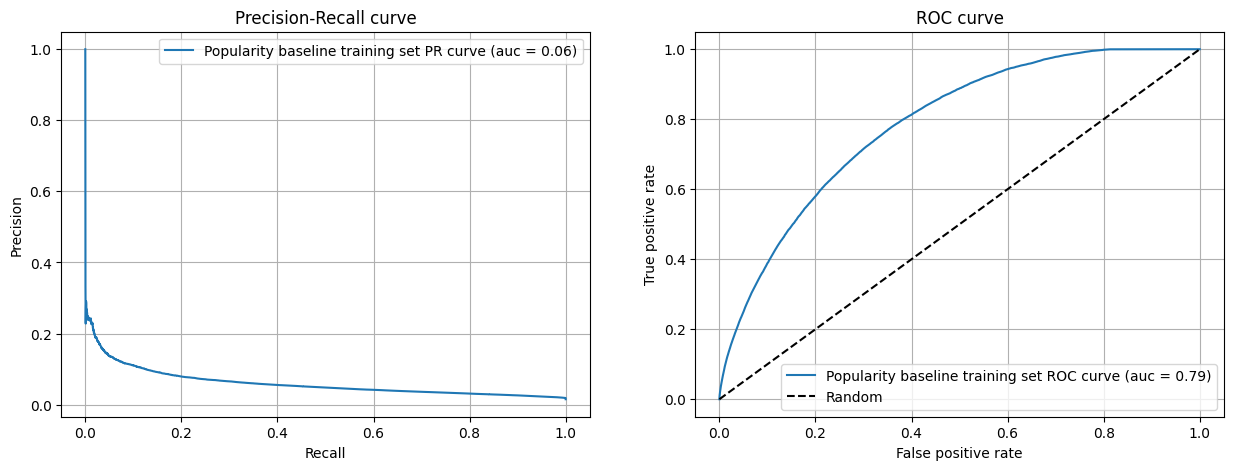 Precision-Recall curve
Popularity baseline training set PR curve (auc = 0.06)
1.0
0.8
0.6
0.4
0.2
0.0
Precision
0.0 0.2 0.4 0.6 0.8 1.0
Recall
ROC curve
1.0
0.8
0.6
0.4
0.2
0.0
True positive rate
Popularity baseline training set ROC curve (auc = 0.79)
Random
0.0 0.2 0.4 0.6 0.8 1.0
False positive rate